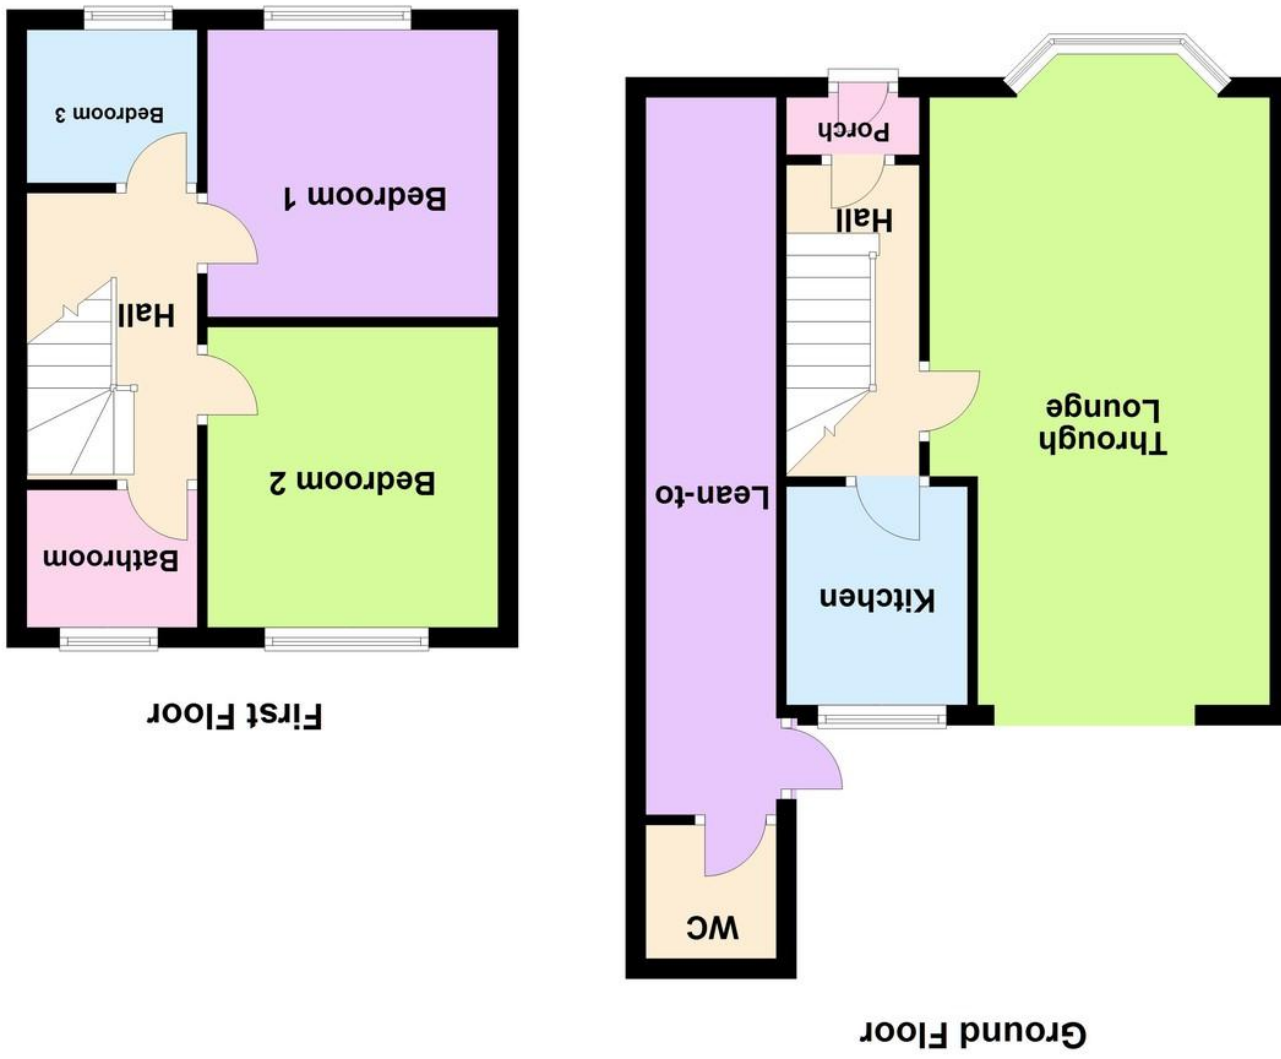 Ground Floor
WC
Kitchen
Lean-to
Through
Lounge
Hall
Porch
First Floor
Bathroom
Bedroom 2
Hall
Bedroom 1
Bedroom 3